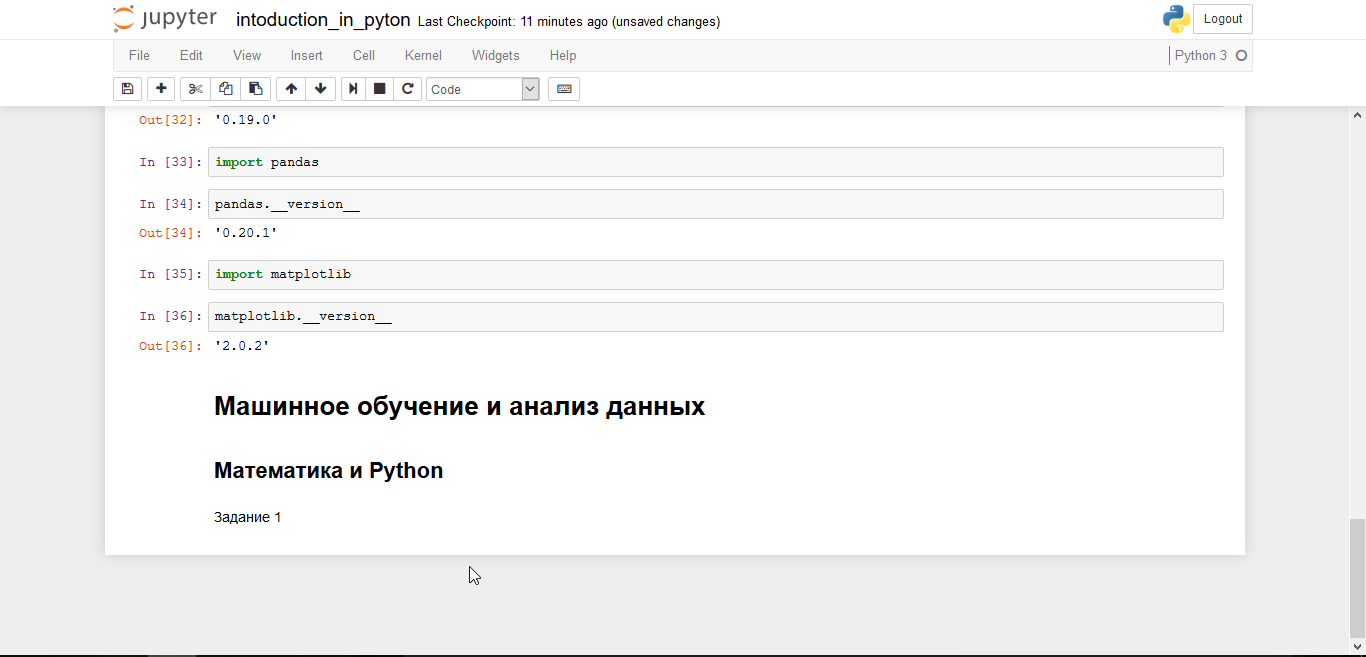 jupyter intoduction_in_pyton Last Checkpoint: 11 minutes ago (unsaved changes) Logout
File Edit View Insert Cell Kernel Widgets Help Python 3
Code
Out[32]: '0.19.0'
In [33]: import pandas
In [34]: pandas.__version__
Out[34]: '0.20.1'
In [35]: import matplotlib
In [36]: matplotlib.__version__
Out[36]: '2.0.2'
Машинное обучение и анализ данных
Математика и Python
Задание 1